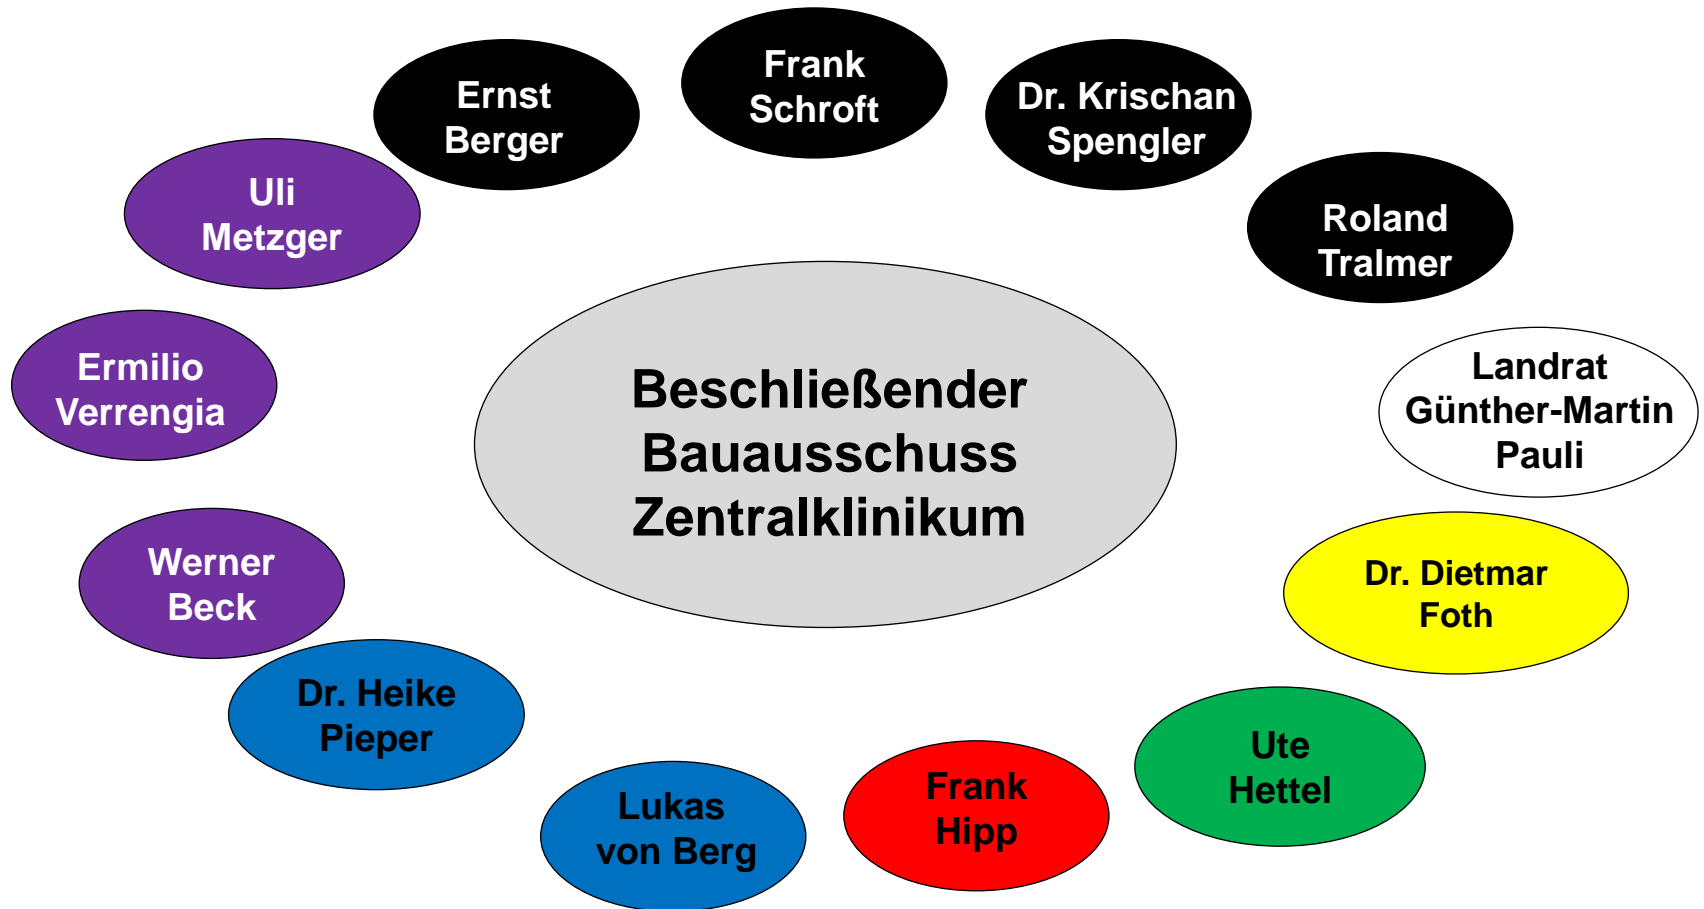 Frank
Schroft
Ernst
Berger
Dr. Krischan
Spengler
Uli
Metzger
Roland
Tralmer
Ermilio
Verrengia
Landrat
Günther-Martin
Pauli
Beschließender
Bauausschuss
Zentralklinikum
Werner
Beck
Dr. Dietmar
Foth
Dr. Heike
Pieper
Ute
Hettel
Lukas
von Berg
Frank
Hipp